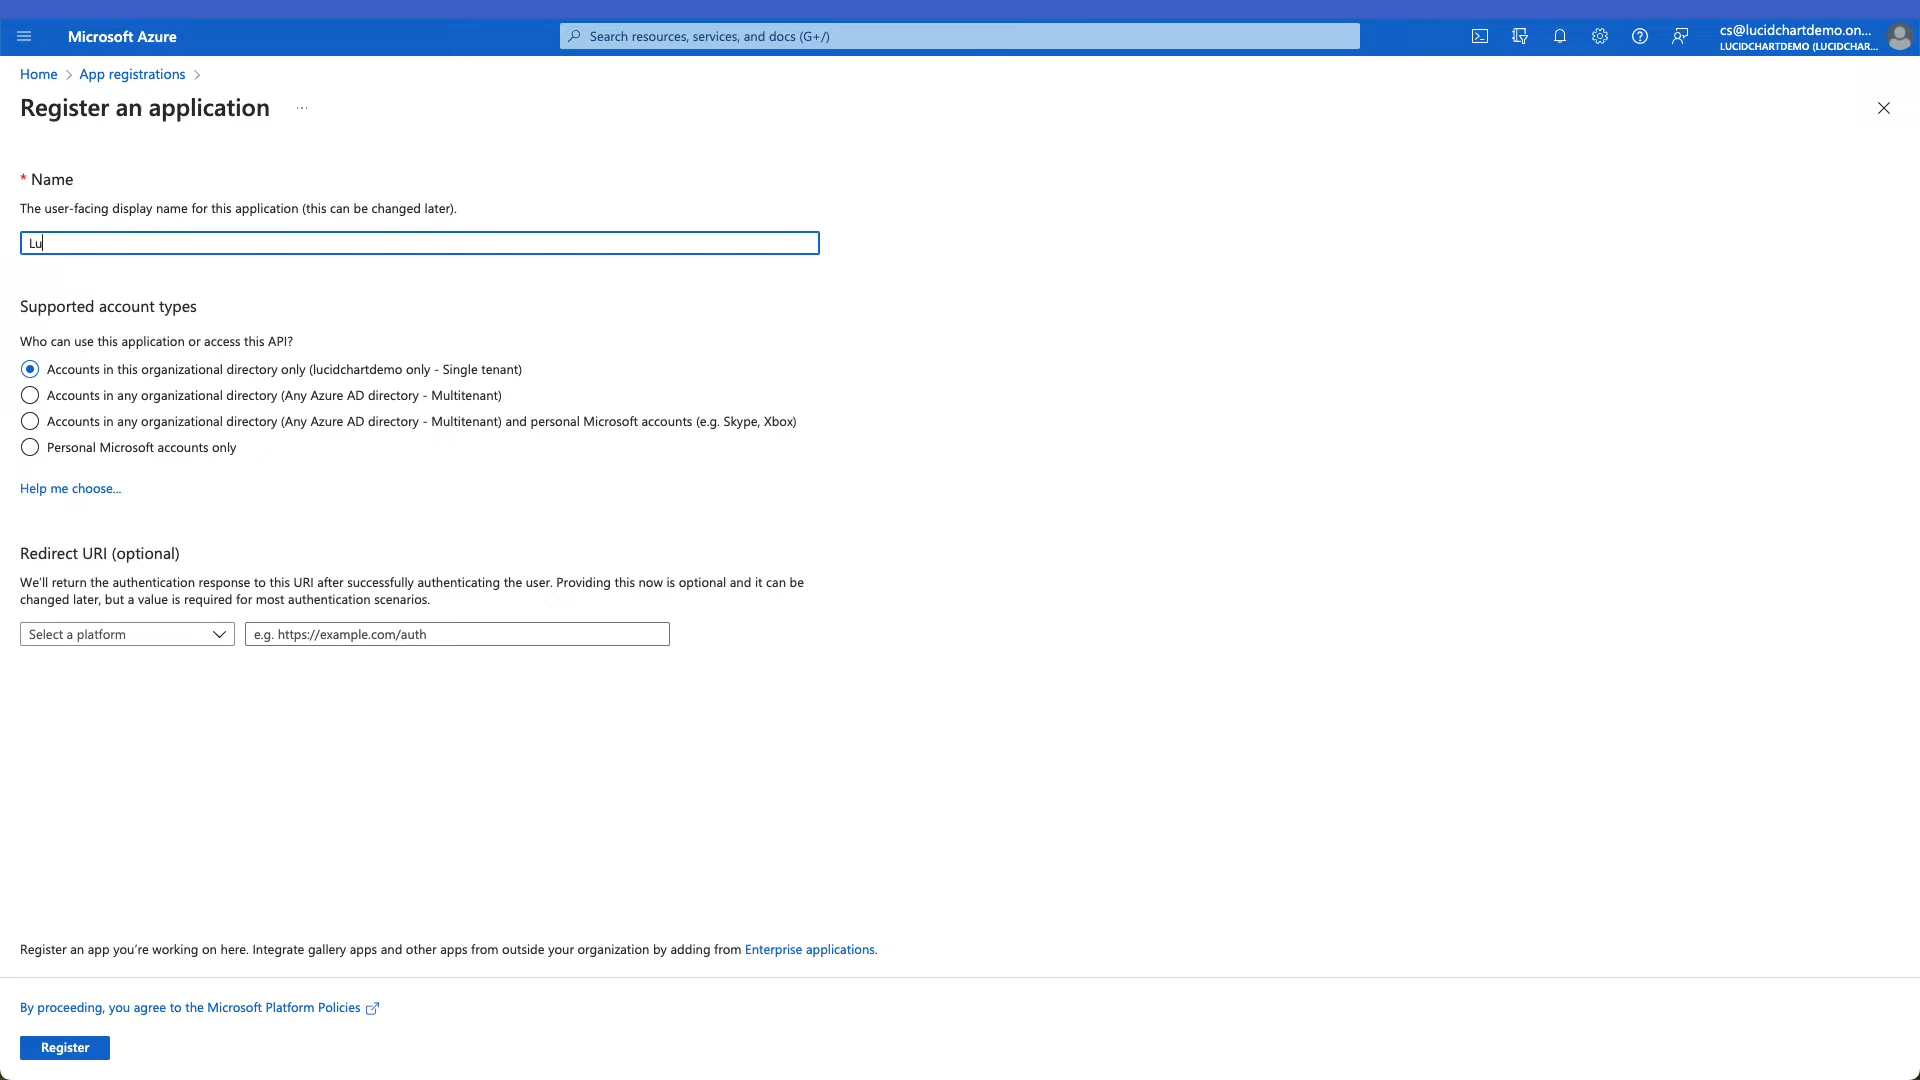 Microsoft Azure
Search resources, services, and docs (G+/)
cs@lucidchartdemo.on...
LUCIDCHARTDEMO (LUCIDCHAR...
Home > App registrations >
Register an application ...
* Name
The user-facing display name for this application (this can be changed later).
Lu
Supported account types
Who can use this application or access this API?
Accounts in this organizational directory only (lucidchartdemo only - Single tenant)
Accounts in any organizational directory (Any Azure AD directory - Multitenant)
Accounts in any organizational directory (Any Azure AD directory - Multitenant) and personal Microsoft accounts (e.g. Skype, Xbox)
Personal Microsoft accounts only
Help me choose...
Redirect URI (optional)
We'll return the authentication response to this URI after successfully authenticating the user. Providing this now is optional and it can be
changed later, but a value is required for most authentication scenarios.
Select a platform
e.g. https://example.com/auth
Register an app you're working on here. Integrate gallery apps and other apps from outside your organization by adding from Enterprise applications.
By proceeding, you agree to the Microsoft Platform Policies
Register